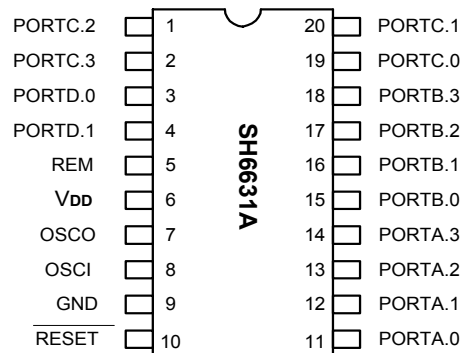 PORTC.2 1 20 PORTC.1
PORTC.3 2 19 PORTC.0
PORTD.0 3 18 PORTB.3
PORTD.1 4 17 PORTB.2
REM 5 16 PORTB.1
VDD 6 15 PORTB.0
OSCO 7 14 PORTA.3
OSCI 8 13 PORTA.2
GND 9 12 PORTA.1
RESET 10 11 PORTA.0
SH6631A